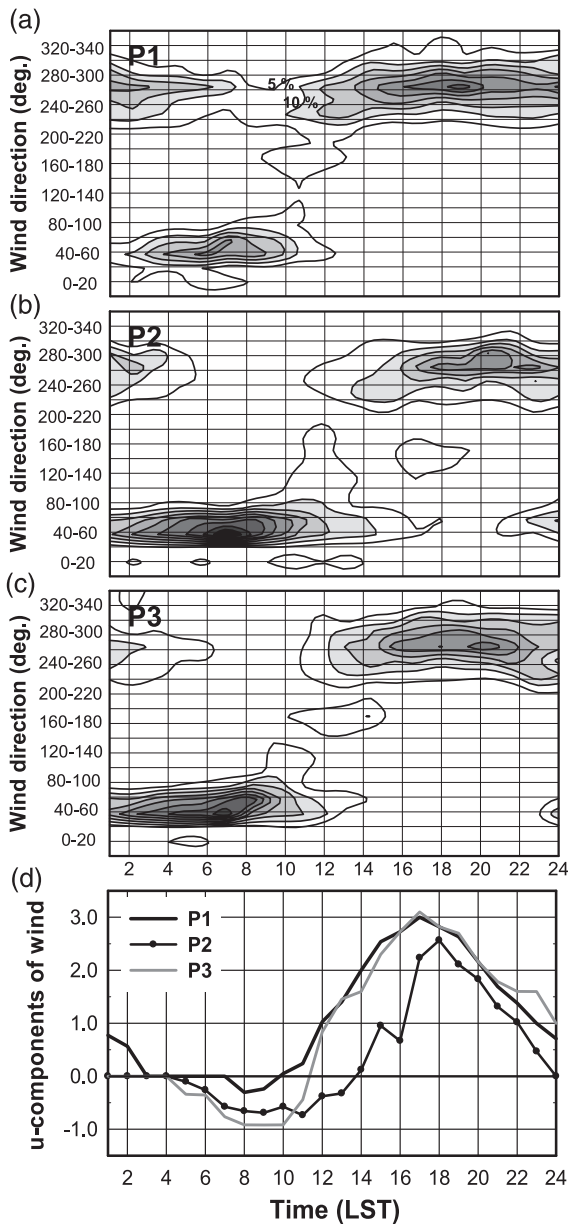 (a)
P1
Wind direction (deg.)
320-340
280-300
240-260
200-220
160-180
120-140
80-100
40-60
0-20
5 %
10 %
(b)
P2
Wind direction (deg.)
320-340
280-300
240-260
200-220
160-180
120-140
80-100
40-60
0-20
(c)
P3
Wind direction (deg.)
320-340
280-300
240-260
200-220
160-180
120-140
80-100
40-60
0-20
2 4 6 8 10 12 14 16 18 20 22 24
(d)
u-components of wind
3.0
2.0
1.0
0.0
-1.0
P1
P2
P3
2 4 6 8 10 12 14 16 18 20 22 24
Time (LST)